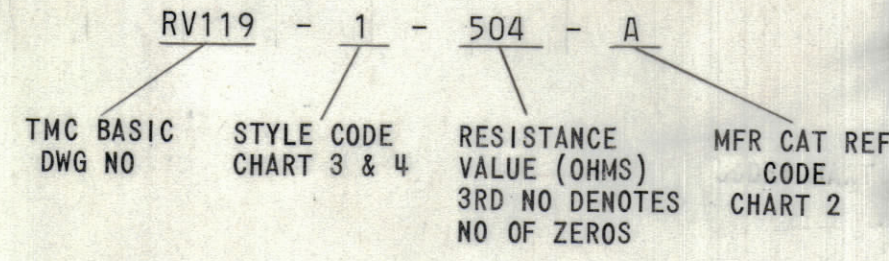 RV119 - 1 - 504 - A
TMC BASIC
DWG NO
STYLE CODE
CHART 3 & 4
RESISTANCE
VALUE (OHMS)
3RD NO DENOTES
NO OF ZEROS
MFR CAT REF
CODE
CHART 2